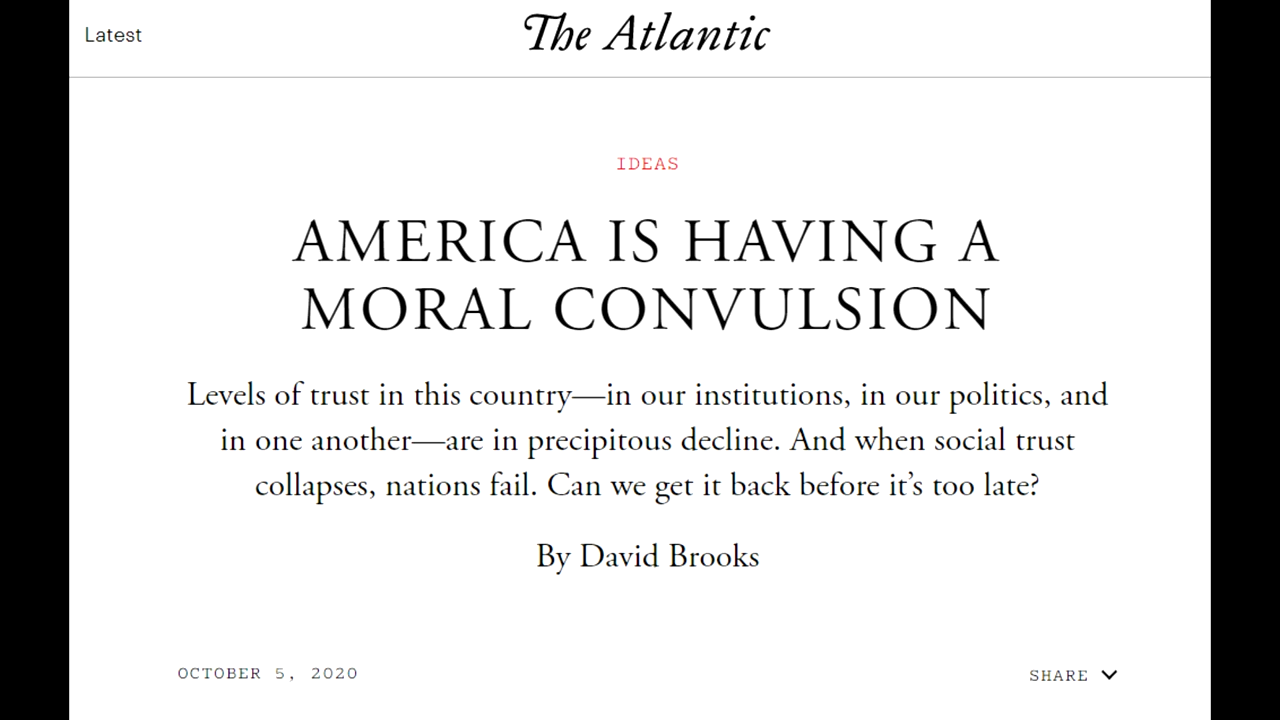 Latest
The Atlantic
IDEAS
AMERICA IS HAVING A
MORAL CONVULSION
Levels of trust in this country—in our institutions, in our politics, and
in one another—are in precipitous decline. And when social trust
collapses, nations fail. Can we get it back before it’s too late?
By David Brooks
OCTOBER 5, 2020
SHARE